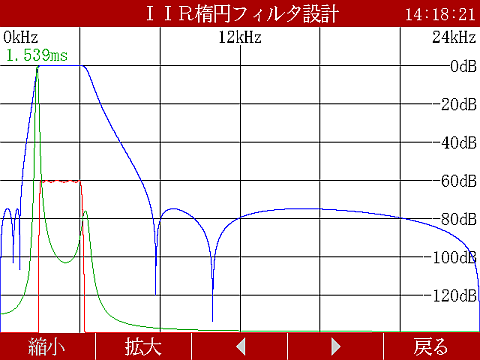 ＩＩＲ楕円フィルタ設計 14:18:21
0kHz 12kHz 24kHz
1.539ms
0dB
-20dB
-40dB
-60dB
-80dB
-100dB
-120dB
縮小 拡大 ◀ ▶ 戻る